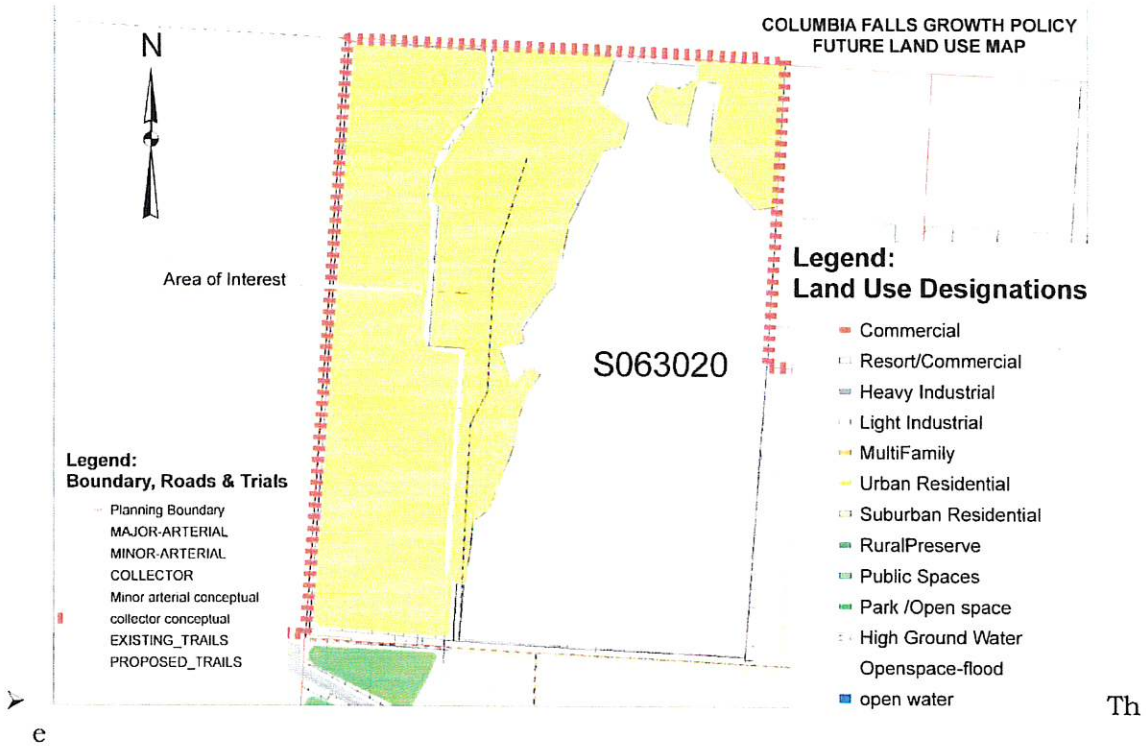 COLUMBIA FALLS GROWTH POLICY
FUTURE LAND USE MAP
N
Area of Interest
S063020
Legend:
Land Use Designations
Commercial
Resort/Commercial
Heavy Industrial
Light Industrial
MultiFamily
Urban Residential
Suburban Residential
RuralPreserve
Public Spaces
Park /Open space
High Ground Water
Openspace-flood
open water
Legend:
Boundary, Roads & Trials
Planning Boundary
MAJOR-ARTERIAL
MINOR-ARTERIAL
COLLECTOR
Minor arterial conceptual
collector conceptual
EXISTING_TRAILS
PROPOSED_TRAILS
Th
e